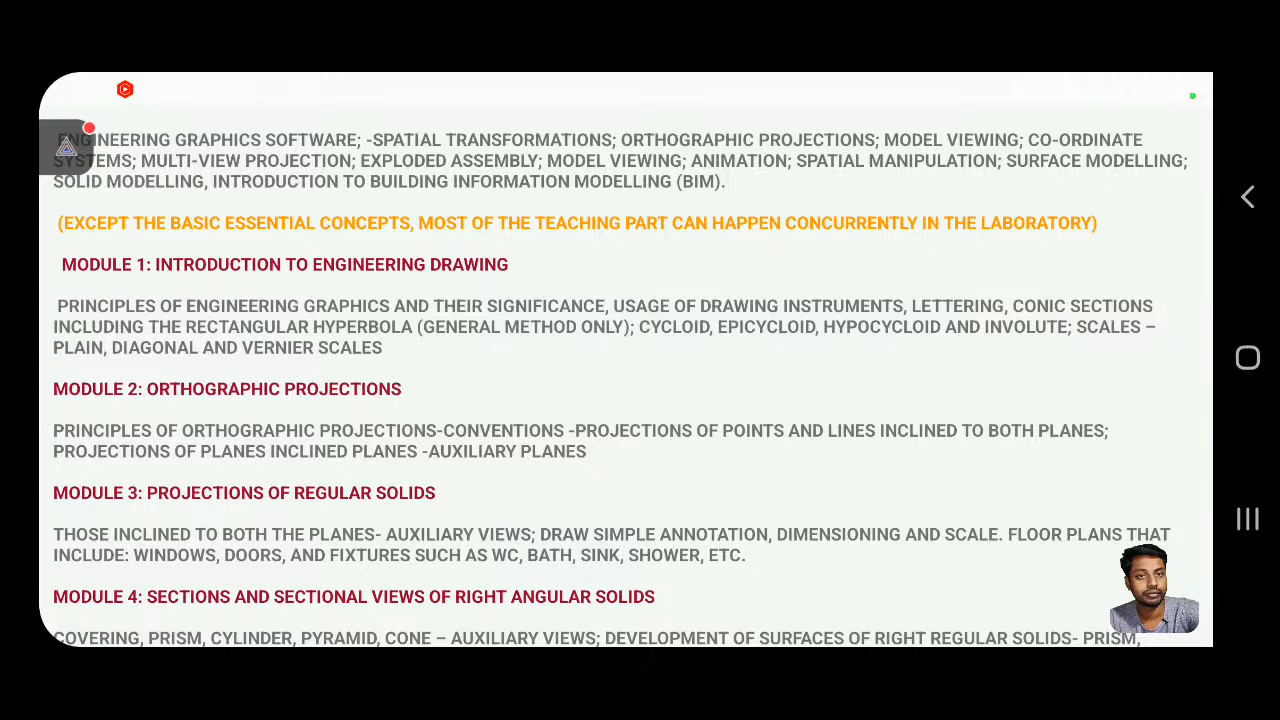 ENGINEERING GRAPHICS SOFTWARE; -SPATIAL TRANSFORMATIONS; ORTHOGRAPHIC PROJECTIONS; MODEL VIEWING; CO-ORDINATE
SYSTEMS; MULTI-VIEW PROJECTION; EXPLODED ASSEMBLY; MODEL VIEWING; ANIMATION; SPATIAL MANIPULATION; SURFACE MODELLING;
SOLID MODELLING, INTRODUCTION TO BUILDING INFORMATION MODELLING (BIM).
(EXCEPT THE BASIC ESSENTIAL CONCEPTS, MOST OF THE TEACHING PART CAN HAPPEN CONCURRENTLY IN THE LABORATORY)
MODULE 1: INTRODUCTION TO ENGINEERING DRAWING
PRINCIPLES OF ENGINEERING GRAPHICS AND THEIR SIGNIFICANCE, USAGE OF DRAWING INSTRUMENTS, LETTERING, CONIC SECTIONS
INCLUDING THE RECTANGULAR HYPERBOLA (GENERAL METHOD ONLY); CYCLOID, EPICYCLOID, HYPOCYCLOID AND INVOLUTE; SCALES –
PLAIN, DIAGONAL AND VERNIER SCALES
MODULE 2: ORTHOGRAPHIC PROJECTIONS
PRINCIPLES OF ORTHOGRAPHIC PROJECTIONS-CONVENTIONS -PROJECTIONS OF POINTS AND LINES INCLINED TO BOTH PLANES;
PROJECTIONS OF PLANES INCLINED PLANES -AUXILIARY PLANES
MODULE 3: PROJECTIONS OF REGULAR SOLIDS
THOSE INCLINED TO BOTH THE PLANES- AUXILIARY VIEWS; DRAW SIMPLE ANNOTATION, DIMENSIONING AND SCALE. FLOOR PLANS THAT
INCLUDE: WINDOWS, DOORS, AND FIXTURES SUCH AS WC, BATH, SINK, SHOWER, ETC.
MODULE 4: SECTIONS AND SECTIONAL VIEWS OF RIGHT ANGULAR SOLIDS
COVERING, PRISM, CYLINDER, PYRAMID, CONE – AUXILIARY VIEWS; DEVELOPMENT OF SURFACES OF RIGHT REGULAR SOLIDS- PRISM,